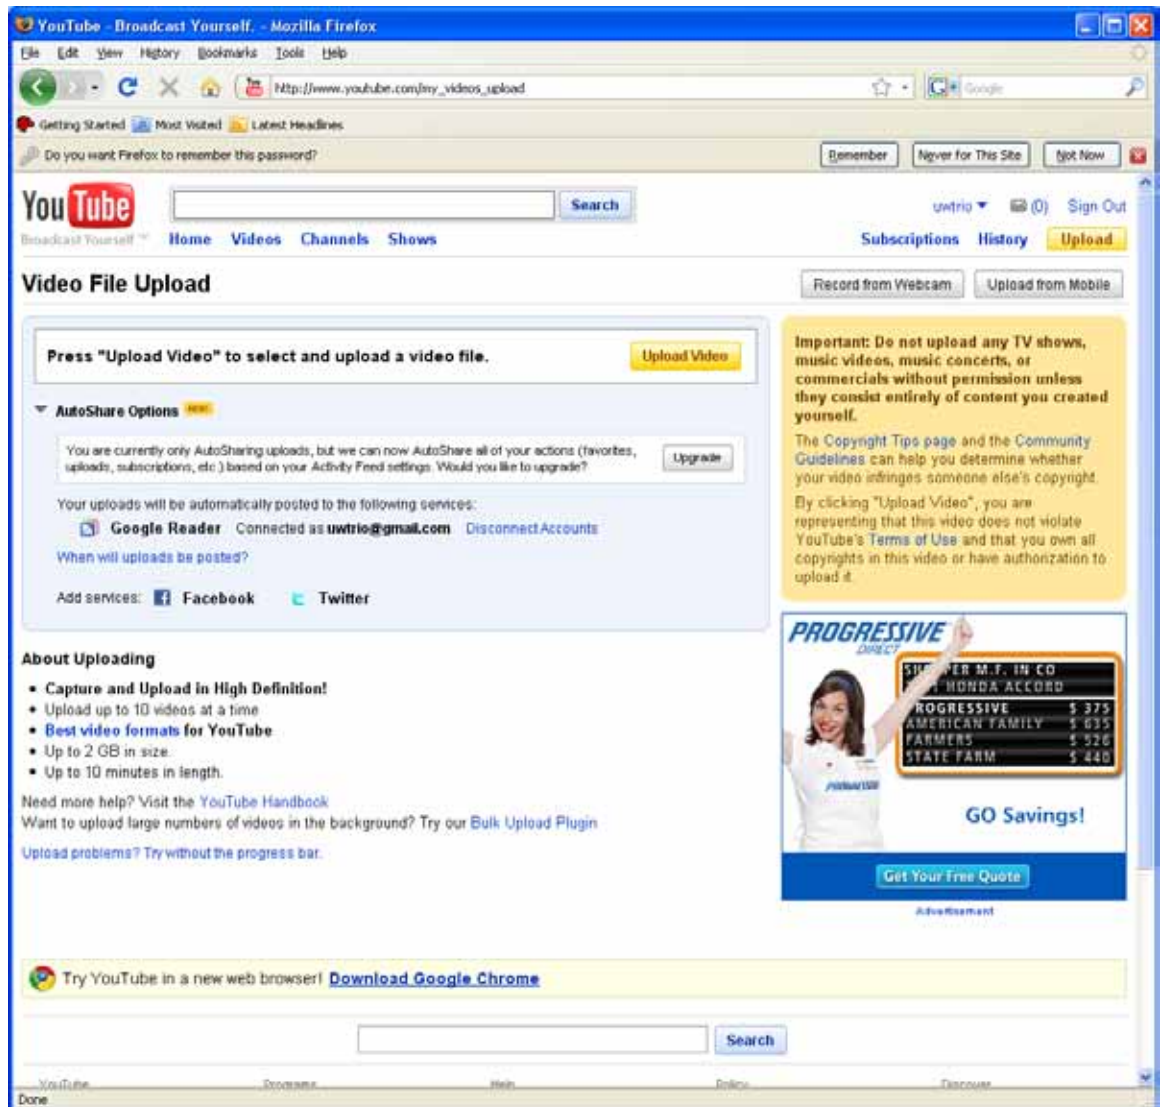 YouTube - Broadcast Yourself. - Mozilla Firefox
File Edit View History Bookmarks Tools Help
http://www.youtube.com/my_videos_upload
Google
Getting Started Most Visited Latest Headlines
Do you want Firefox to remember this password?
Remember Never for This Site Not Now
YouTube
Search
uwtrio (0) Sign Out
Broadcast Yourself ™
Home Videos Channels Shows
Subscriptions History Upload
Video File Upload
Record from Webcam Upload from Mobile
Press "Upload Video" to select and upload a video file.
Upload Video
AutoShare Options NEW!
You are currently only AutoSharing uploads, but we can now AutoShare all of your actions (favorites,
uploads, subscriptions, etc.) based on your Activity Feed settings. Would you like to upgrade?
Upgrade
Your uploads will be automatically posted to the following services:
Google Reader Connected as uwtrio@gmail.com Disconnect Accounts
When will uploads be posted?
Add services: Facebook Twitter
Important: Do not upload any TV shows,
music videos, music concerts, or
commercials without permission unless
they consist entirely of content you created
yourself.
The Copyright Tips page and the Community
Guidelines can help you determine whether
your video infringes someone else's copyright.
By clicking "Upload Video", you are
representing that this video does not violate
YouTube's Terms of Use and that you own all
copyrights in this video or have authorization to
upload it.
About Uploading
• Capture and Upload in High Definition!
• Upload up to 10 videos at a time
• Best video formats for YouTube
• Up to 2 GB in size.
• Up to 10 minutes in length.
Need more help? Visit the YouTube Handbook
Want to upload large numbers of videos in the background? Try our Bulk Upload Plugin
Upload problems? Try without the progress bar.
PROGRESSIVE
DIRECT
M.F. IN CO
HONDA ACCORD
PROGRESSIVE $ 375
AMERICAN FAMILY $ 635
FARMERS $ 526
STATE FARM $ 440
PROGRESSIVE
GO Savings!
Get Your Free Quote
Advertisement
Try YouTube in a new web browser! Download Google Chrome
Search
YouTube Programs Help Policy Discover
Done